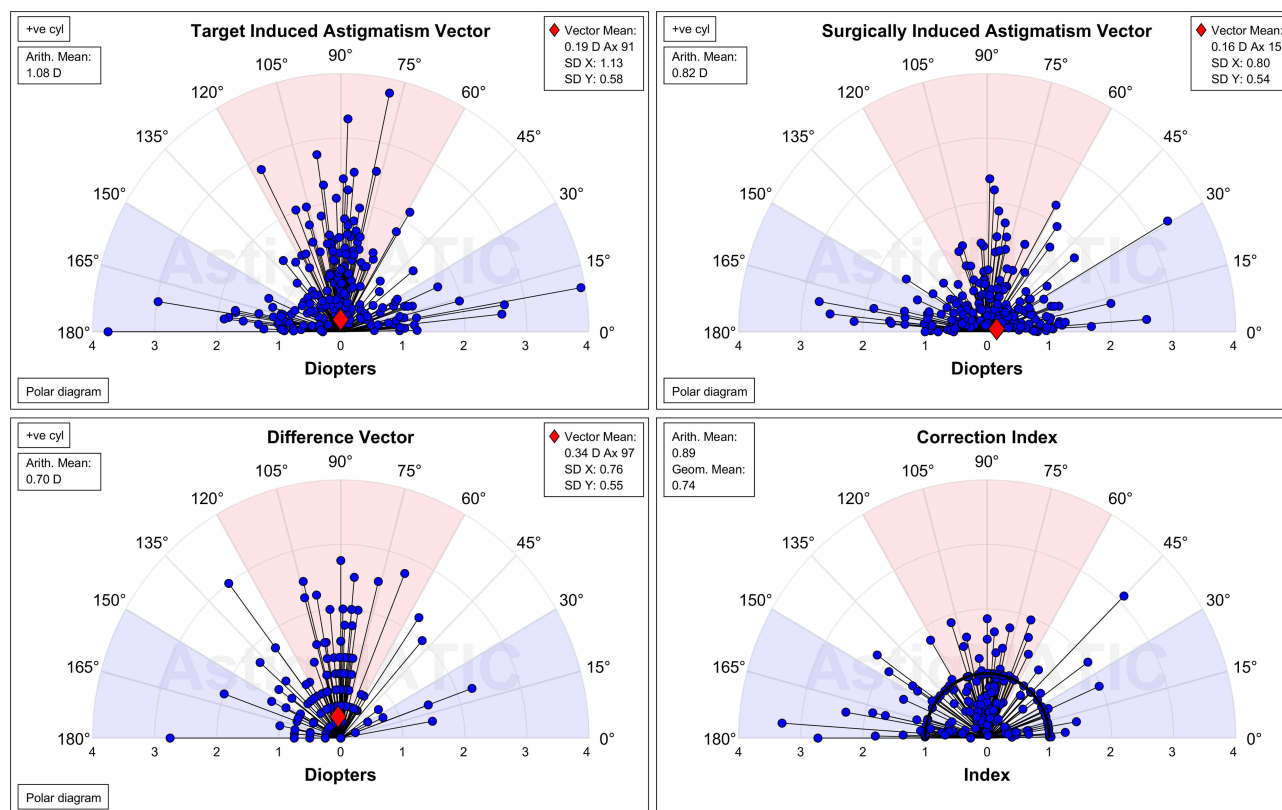 +ve cyl
Arith. Mean:
1.08 D
Target Induced Astigmatism Vector
Vector Mean:
0.19 D Ax 91
SD X: 1.13
SD Y: 0.58
90°
105°
75°
120°
60°
135°
45°
150°
30°
165°
15°
180°
0°
AstigMATIC
4 3 2 1 0 1 2 3 4
Diopters
Polar diagram
+ve cyl
Arith. Mean:
0.82 D
Surgically Induced Astigmatism Vector
Vector Mean:
0.16 D Ax 15
SD X: 0.80
SD Y: 0.54
90°
105°
75°
120°
60°
135°
45°
150°
30°
165°
15°
180°
0°
AstigMATIC
4 3 2 1 0 1 2 3 4
Diopters
Polar diagram
+ve cyl
Arith. Mean:
0.70 D
Difference Vector
Vector Mean:
0.34 D Ax 97
SD X: 0.76
SD Y: 0.55
90°
105°
75°
120°
60°
135°
45°
150°
30°
165°
15°
180°
0°
AstigMATIC
4 3 2 1 0 1 2 3 4
Diopters
Polar diagram
Arith. Mean:
0.89
Geom. Mean:
0.74
Correction Index
90°
105°
75°
120°
60°
135°
45°
150°
30°
165°
15°
180°
0°
AstigMATIC
4 3 2 1 0 1 2 3 4
Index